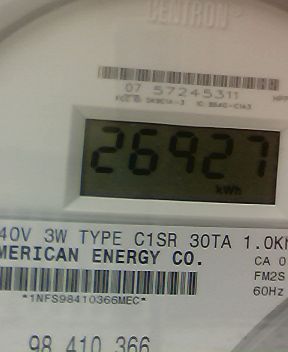 CENTRON®
07 57245311
26927
kWh
40V 3W TYPE C1SR 30TA 1.0K
MERICAN ENERGY CO.
CA 0
FM2S
60Hz
*1NFS98410366MEC*
98 410 366